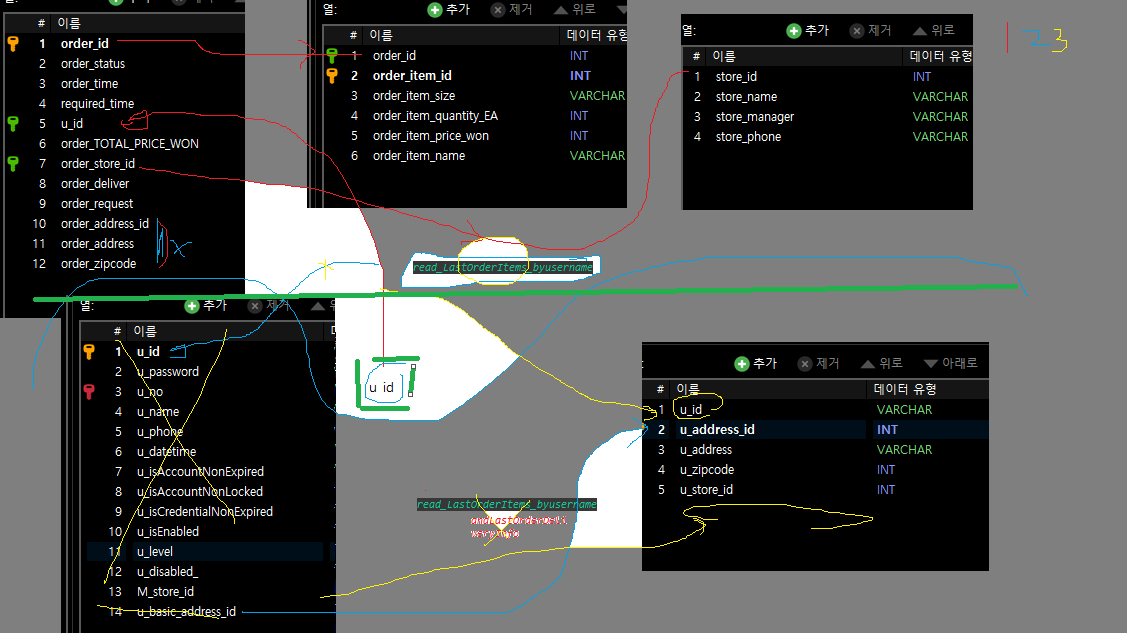 열:
추가
제거
# 이름
1 order_id
2 order_status
3 order_time
4 required_time
5 u_id
6 order_TOTAL_PRICE_WON
7 order_store_id
8 order_deliver
9 order_request
10 order_address_id
11 order_address
12 order_zipcode
열:
추가
제거
위로
# 이름 데이터 유형
1 order_id INT
2 order_item_id INT
3 order_item_size VARCHAR
4 order_item_quantity_EA INT
5 order_item_price_won INT
6 order_item_name VARCHAR
열:
추가
제거
위로
# 이름 데이터 유형
1 store_id INT
2 store_name VARCHAR
3 store_manager VARCHAR
4 store_phone VARCHAR
23
read_LastOrderItems_byusername
열:
추가
제거
# 이름
1 u_id
2 u_password
3 u_no
4 u_name
5 u_phone
6 u_datetime
7 u_isAccountNonExpired
8 u_isAccountNonLocked
9 u_isCredentialNonExpired
10 u_isEnabled
11 u_level
12 u_disabled_
13 M_store_id
14 u_basic_address_id
u_id
read_LastOrderItems_byusername
추가
제거
위로
아래로
# 이름 데이터 유형
1 u_id VARCHAR
2 u_address_id INT
3 u_address VARCHAR
4 u_zipcode INT
5 u_store_id INT